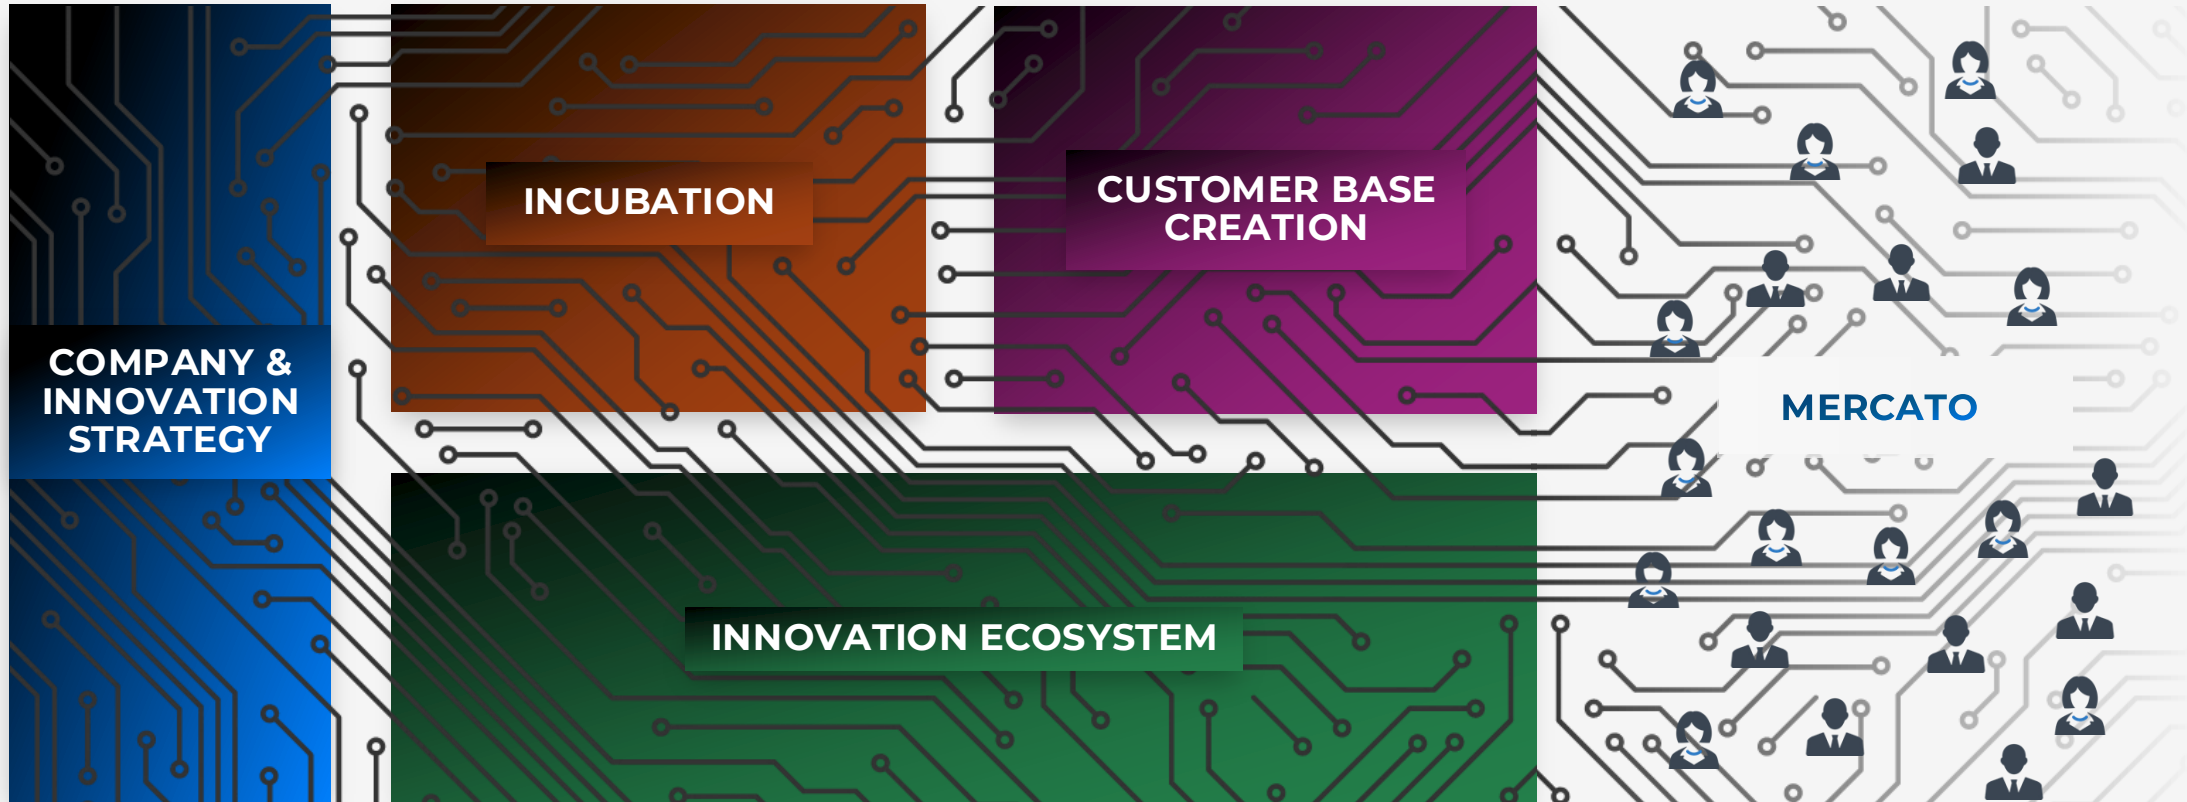 COMPANY &
INNOVATION
STRATEGY
INCUBATION
CUSTOMER BASE
CREATION
INNOVATION ECOSYSTEM
MERCATO